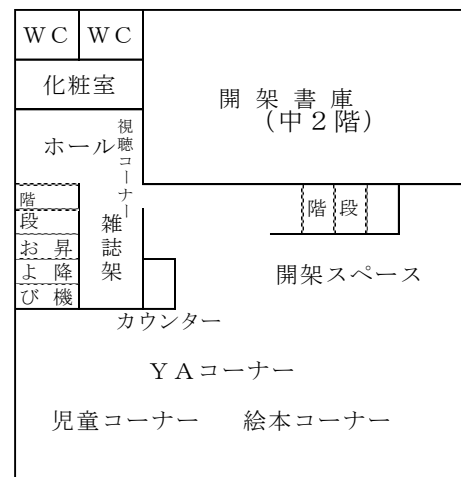 ＷＣ
ＷＣ
化粧室
開架書庫
（中２階）
ホール
視聴コーナー
階段および昇降機
雑誌架
階段
開架スペース
カウンター
ＹＡコーナー
児童コーナー
絵本コーナー